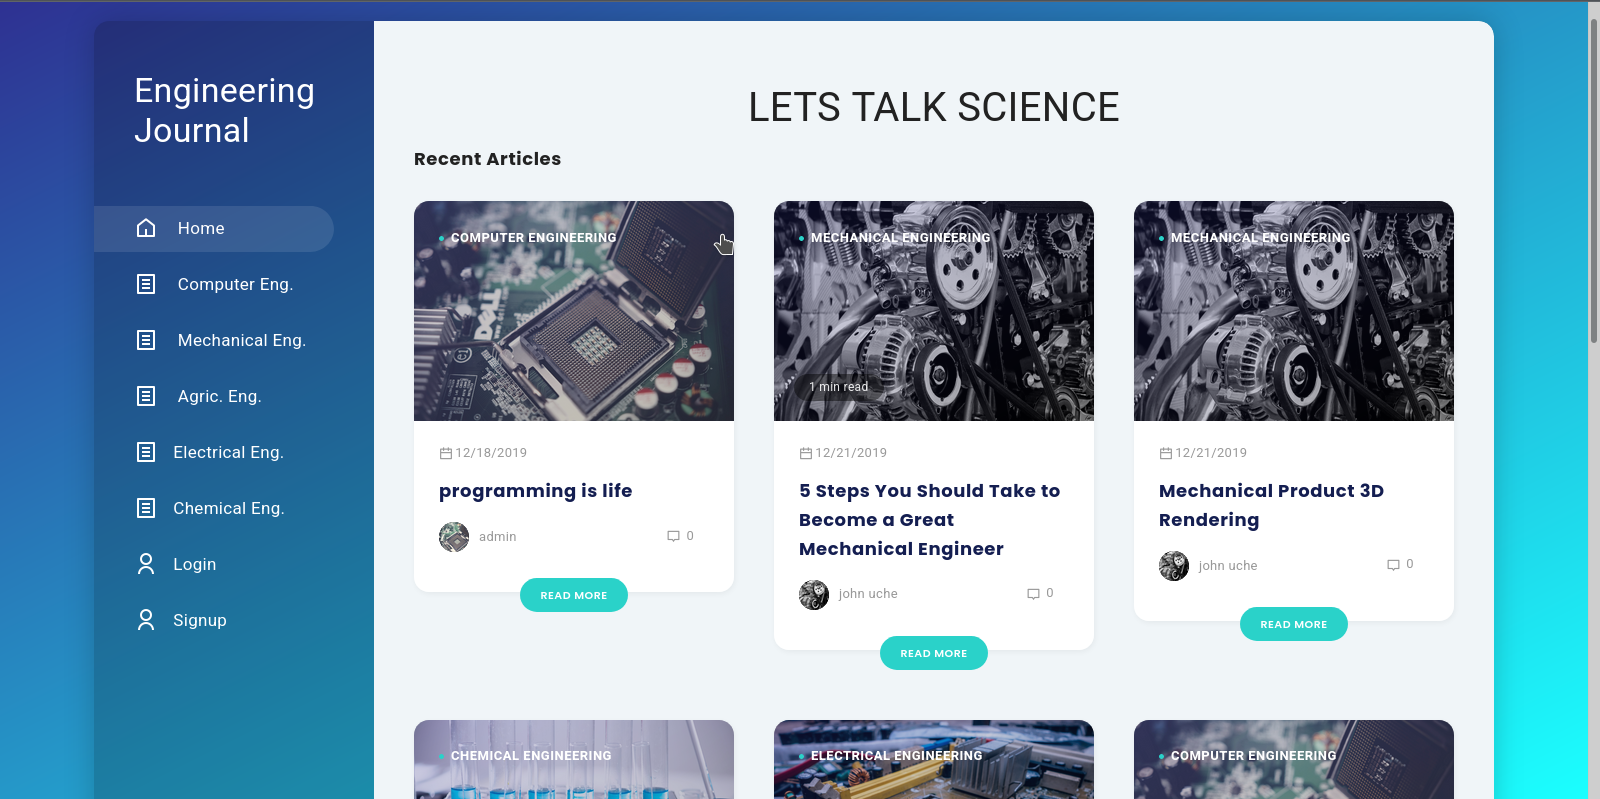 Engineering
Journal
Home
Computer Eng.
Mechanical Eng.
Agric. Eng.
Electrical Eng.
Chemical Eng.
Login
Signup
LETS TALK SCIENCE
Recent Articles
COMPUTER ENGINEERING
DELL
12/18/2019
programming is life
admin
0
READ MORE
MECHANICAL ENGINEERING
1 min read
12/21/2019
5 Steps You Should Take to
Become a Great
Mechanical Engineer
john uche
0
READ MORE
MECHANICAL ENGINEERING
12/21/2019
Mechanical Product 3D
Rendering
john uche
0
READ MORE
CHEMICAL ENGINEERING
ELECTRICAL ENGINEERING
COMPUTER ENGINEERING